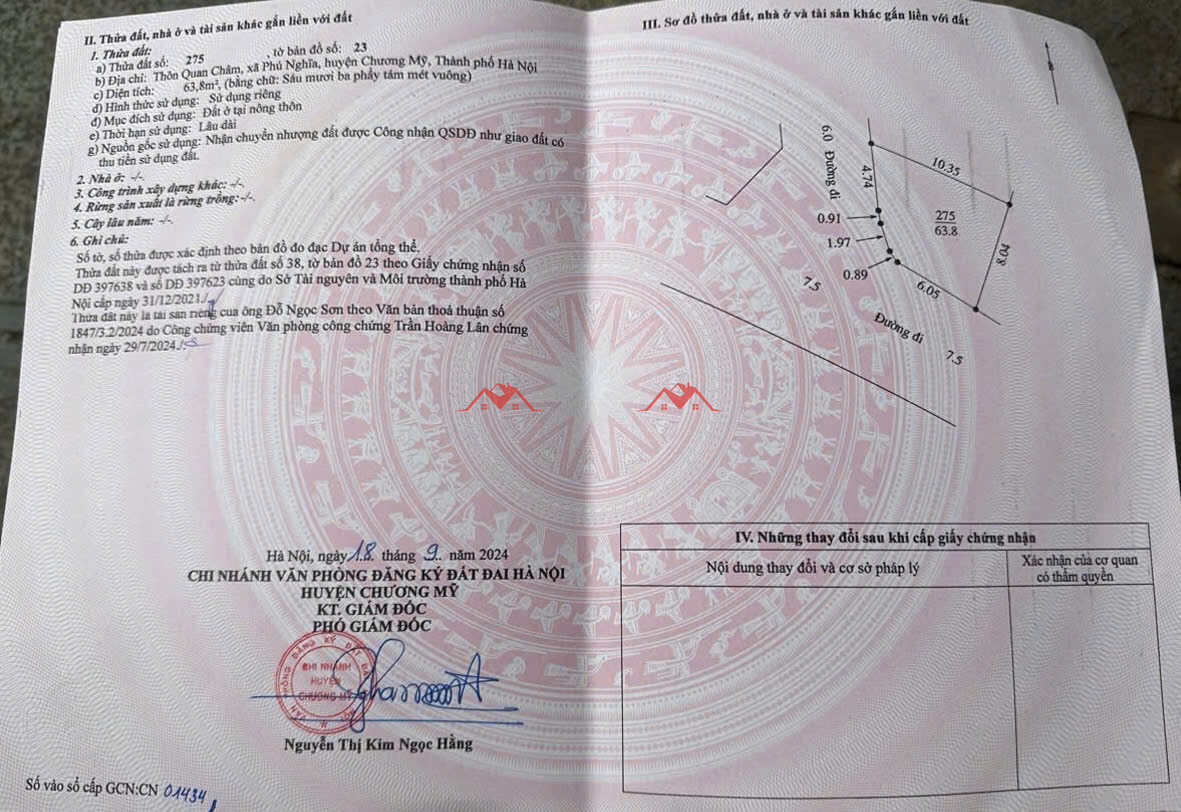 II. Thửa đất, nhà ở và tài sản khác gắn liền với đất
1. Thửa đất:
a) Thửa đất số: 275 , tờ bản đồ số: 23
b) Địa chỉ: Thôn Quan Châm, xã Phú Nghĩa, huyện Chương Mỹ, Thành phố Hà Nội
c) Diện tích: 63,8m², (bằng chữ: Sáu mươi ba phẩy tám mét vuông)
d) Hình thức sử dụng: Sử dụng riêng
đ) Mục đích sử dụng: Đất ở tại nông thôn
e) Thời hạn sử dụng: Lâu dài
g) Nguồn gốc sử dụng: Nhận chuyển nhượng đất được Công nhận QSDĐ như giao đất có
thu tiền sử dụng đất.
2. Nhà ở: -/-.
3. Công trình xây dựng khác: -/-.
4. Rừng sản xuất là rừng trồng: -/-.
5. Cây lâu năm: -/-.
6. Ghi chú:
Số tờ, số thửa được xác định theo bản đồ đo đạc Dự án tổng thể.
Thửa đất này được tách ra từ thửa đất số 38, tờ bản đồ 23 theo Giấy chứng nhận số
DĐ 397638 và số DĐ 397623 cùng do Sở Tài nguyên và Môi trường thành phố Hà
Nội cấp ngày 31/12/2021./.
Thửa đất này là tài sản riêng của ông Đỗ Ngọc Sơn theo Văn bản thoả thuận số
1847/3.2/2024 do Công chứng viên Văn phòng công chứng Trần Hoàng Lân chứng
nhận ngày 29/7/2024./.
Hà Nội, ngày 18 tháng 9 năm 2024
CHI NHÁNH VĂN PHÒNG ĐĂNG KÝ ĐẤT ĐAI HÀ NỘI
HUYỆN CHƯƠNG MỸ
KT. GIÁM ĐỐC
PHÓ GIÁM ĐỐC
VĂN PHÒNG ĐĂNG KÝ ĐẤT ĐAI
CHI NHÁNH
HUYỆN
CHƯƠNG MỸ
Nguyễn Thị Kim Ngọc Hằng
Số vào sổ cấp GCN:CN 01434
III. Sơ đồ thửa đất, nhà ở và tài sản khác gắn liền với đất
6.0 Đường đi
4.74
10.35
0.91
275
63.8
1.97
8.04
0.89
7.5
6.05
Đường đi
7.5
IV. Những thay đổi sau khi cấp giấy chứng nhận
Nội dung thay đổi và cơ sở pháp lý
Xác nhận của cơ quan
có thẩm quyền